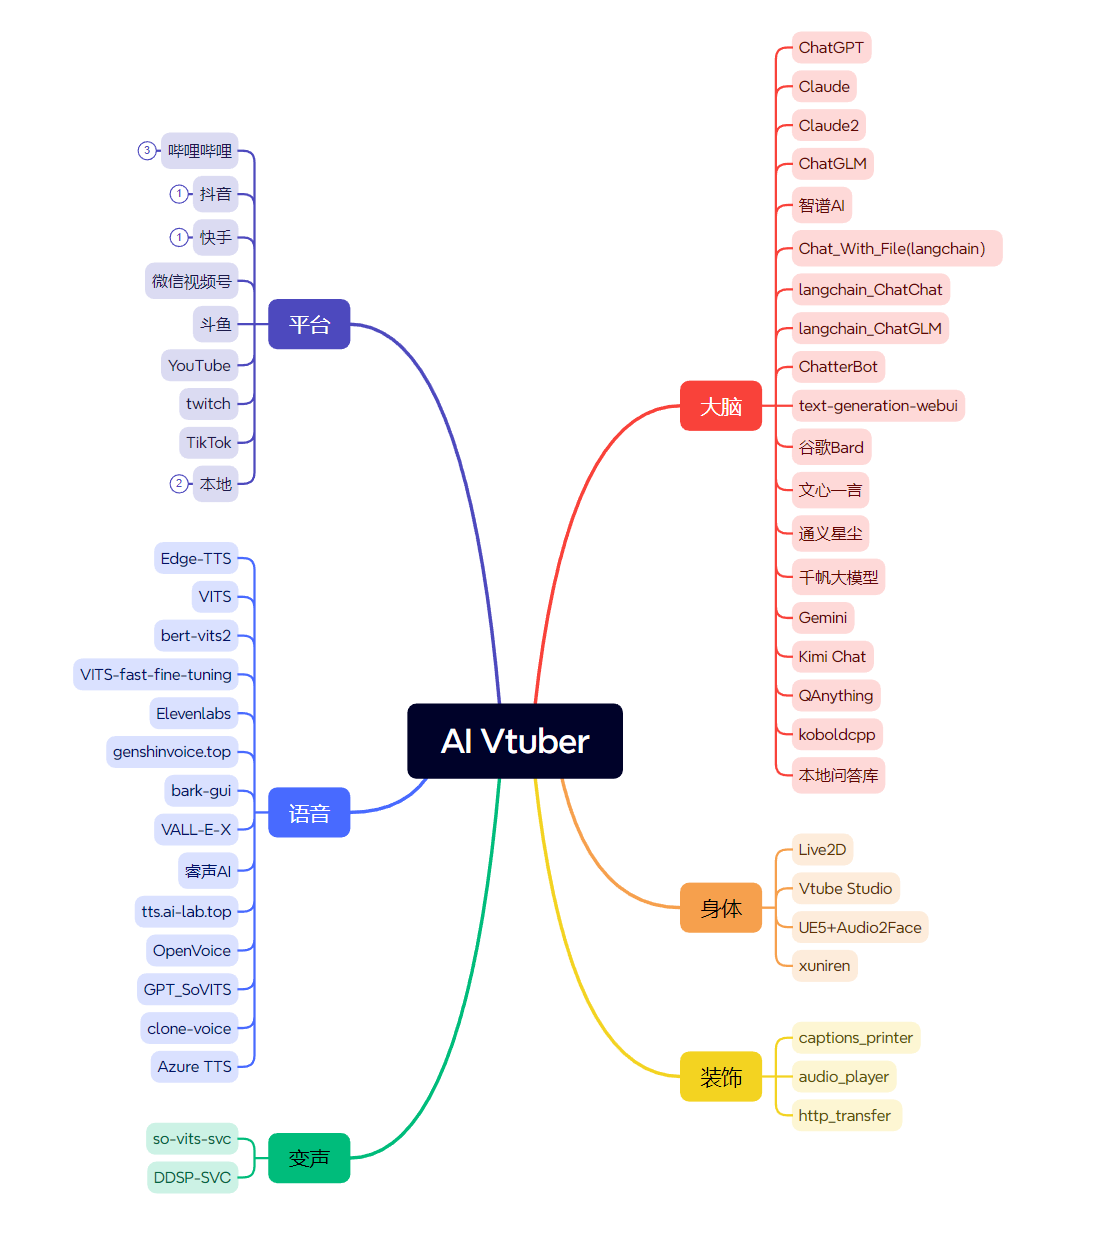 AI Vtuber
平台
3
哔哩哔哩
1
抖音
1
快手
微信视频号
斗鱼
YouTube
twitch
TikTok
2
本地
语音
Edge-TTS
VITS
bert-vits2
VITS-fast-fine-tuning
Elevenlabs
genshinvoice.top
bark-gui
VALL-E-X
睿声AI
tts.ai-lab.top
OpenVoice
GPT_SoVITS
clone-voice
Azure TTS
变声
so-vits-svc
DDSP-SVC
大脑
ChatGPT
Claude
Claude2
ChatGLM
智谱AI
Chat_With_File(langchain)
langchain_ChatChat
langchain_ChatGLM
ChatterBot
text-generation-webui
谷歌Bard
文心一言
通义星尘
千帆大模型
Gemini
Kimi Chat
QAnything
koboldcpp
本地问答库
身体
Live2D
Vtube Studio
UE5+Audio2Face
xuniren
装饰
captions_printer
audio_player
http_transfer